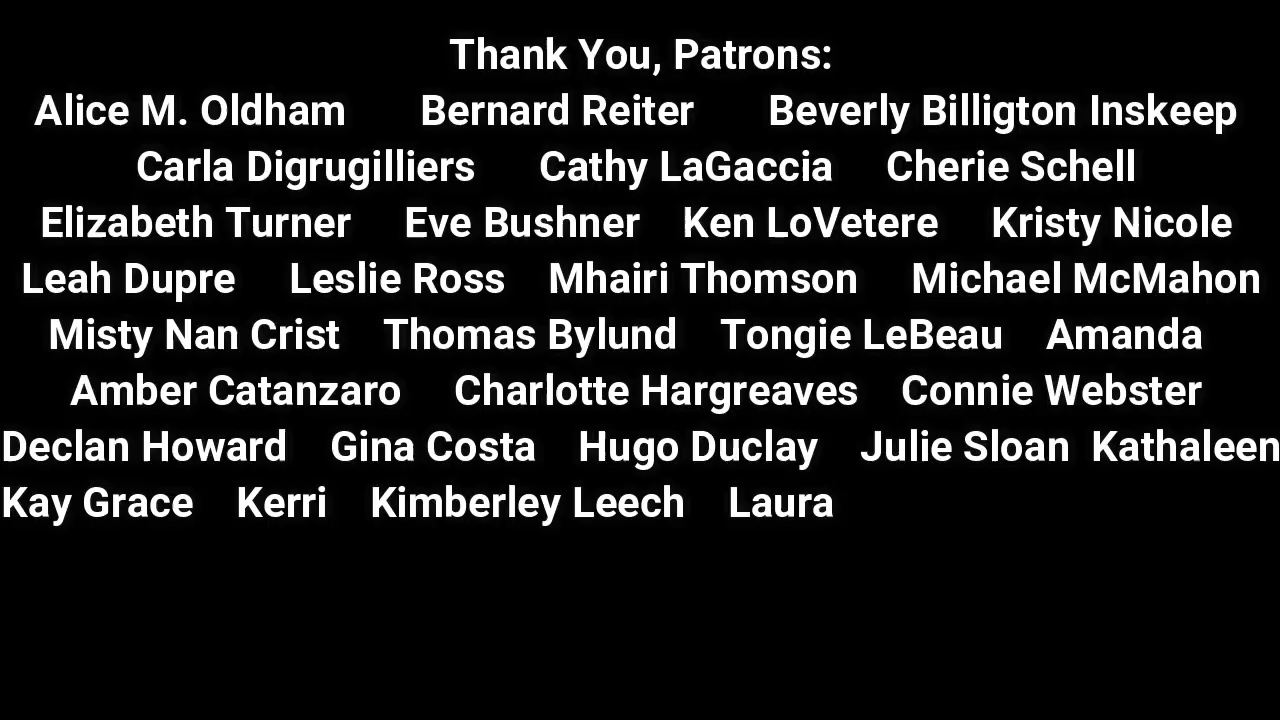 Thank You, Patrons:
Alice M. Oldham Bernard Reiter Beverly Billigton Inskeep
Carla Digrugilliers Cathy LaGaccia Cherie Schell
Elizabeth Turner Eve Bushner Ken LoVetere Kristy Nicole
Leah Dupre Leslie Ross Mhairi Thomson Michael McMahon
Misty Nan Crist Thomas Bylund Tongie LeBeau Amanda
Amber Catanzaro Charlotte Hargreaves Connie Webster
Declan Howard Gina Costa Hugo Duclay Julie Sloan Kathaleen
Kay Grace Kerri Kimberley Leech Laura